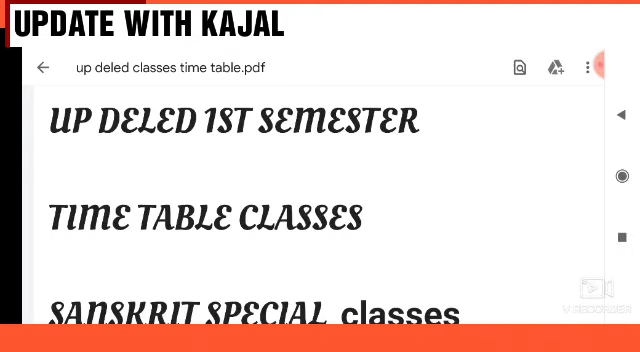 UPDATE WITH KAJAL
up deled classes time table.pdf
UP DELED 1ST SEMESTER
TIME TABLE CLASSES
SANSKRIT SPECIAL classes
VIRECORDER